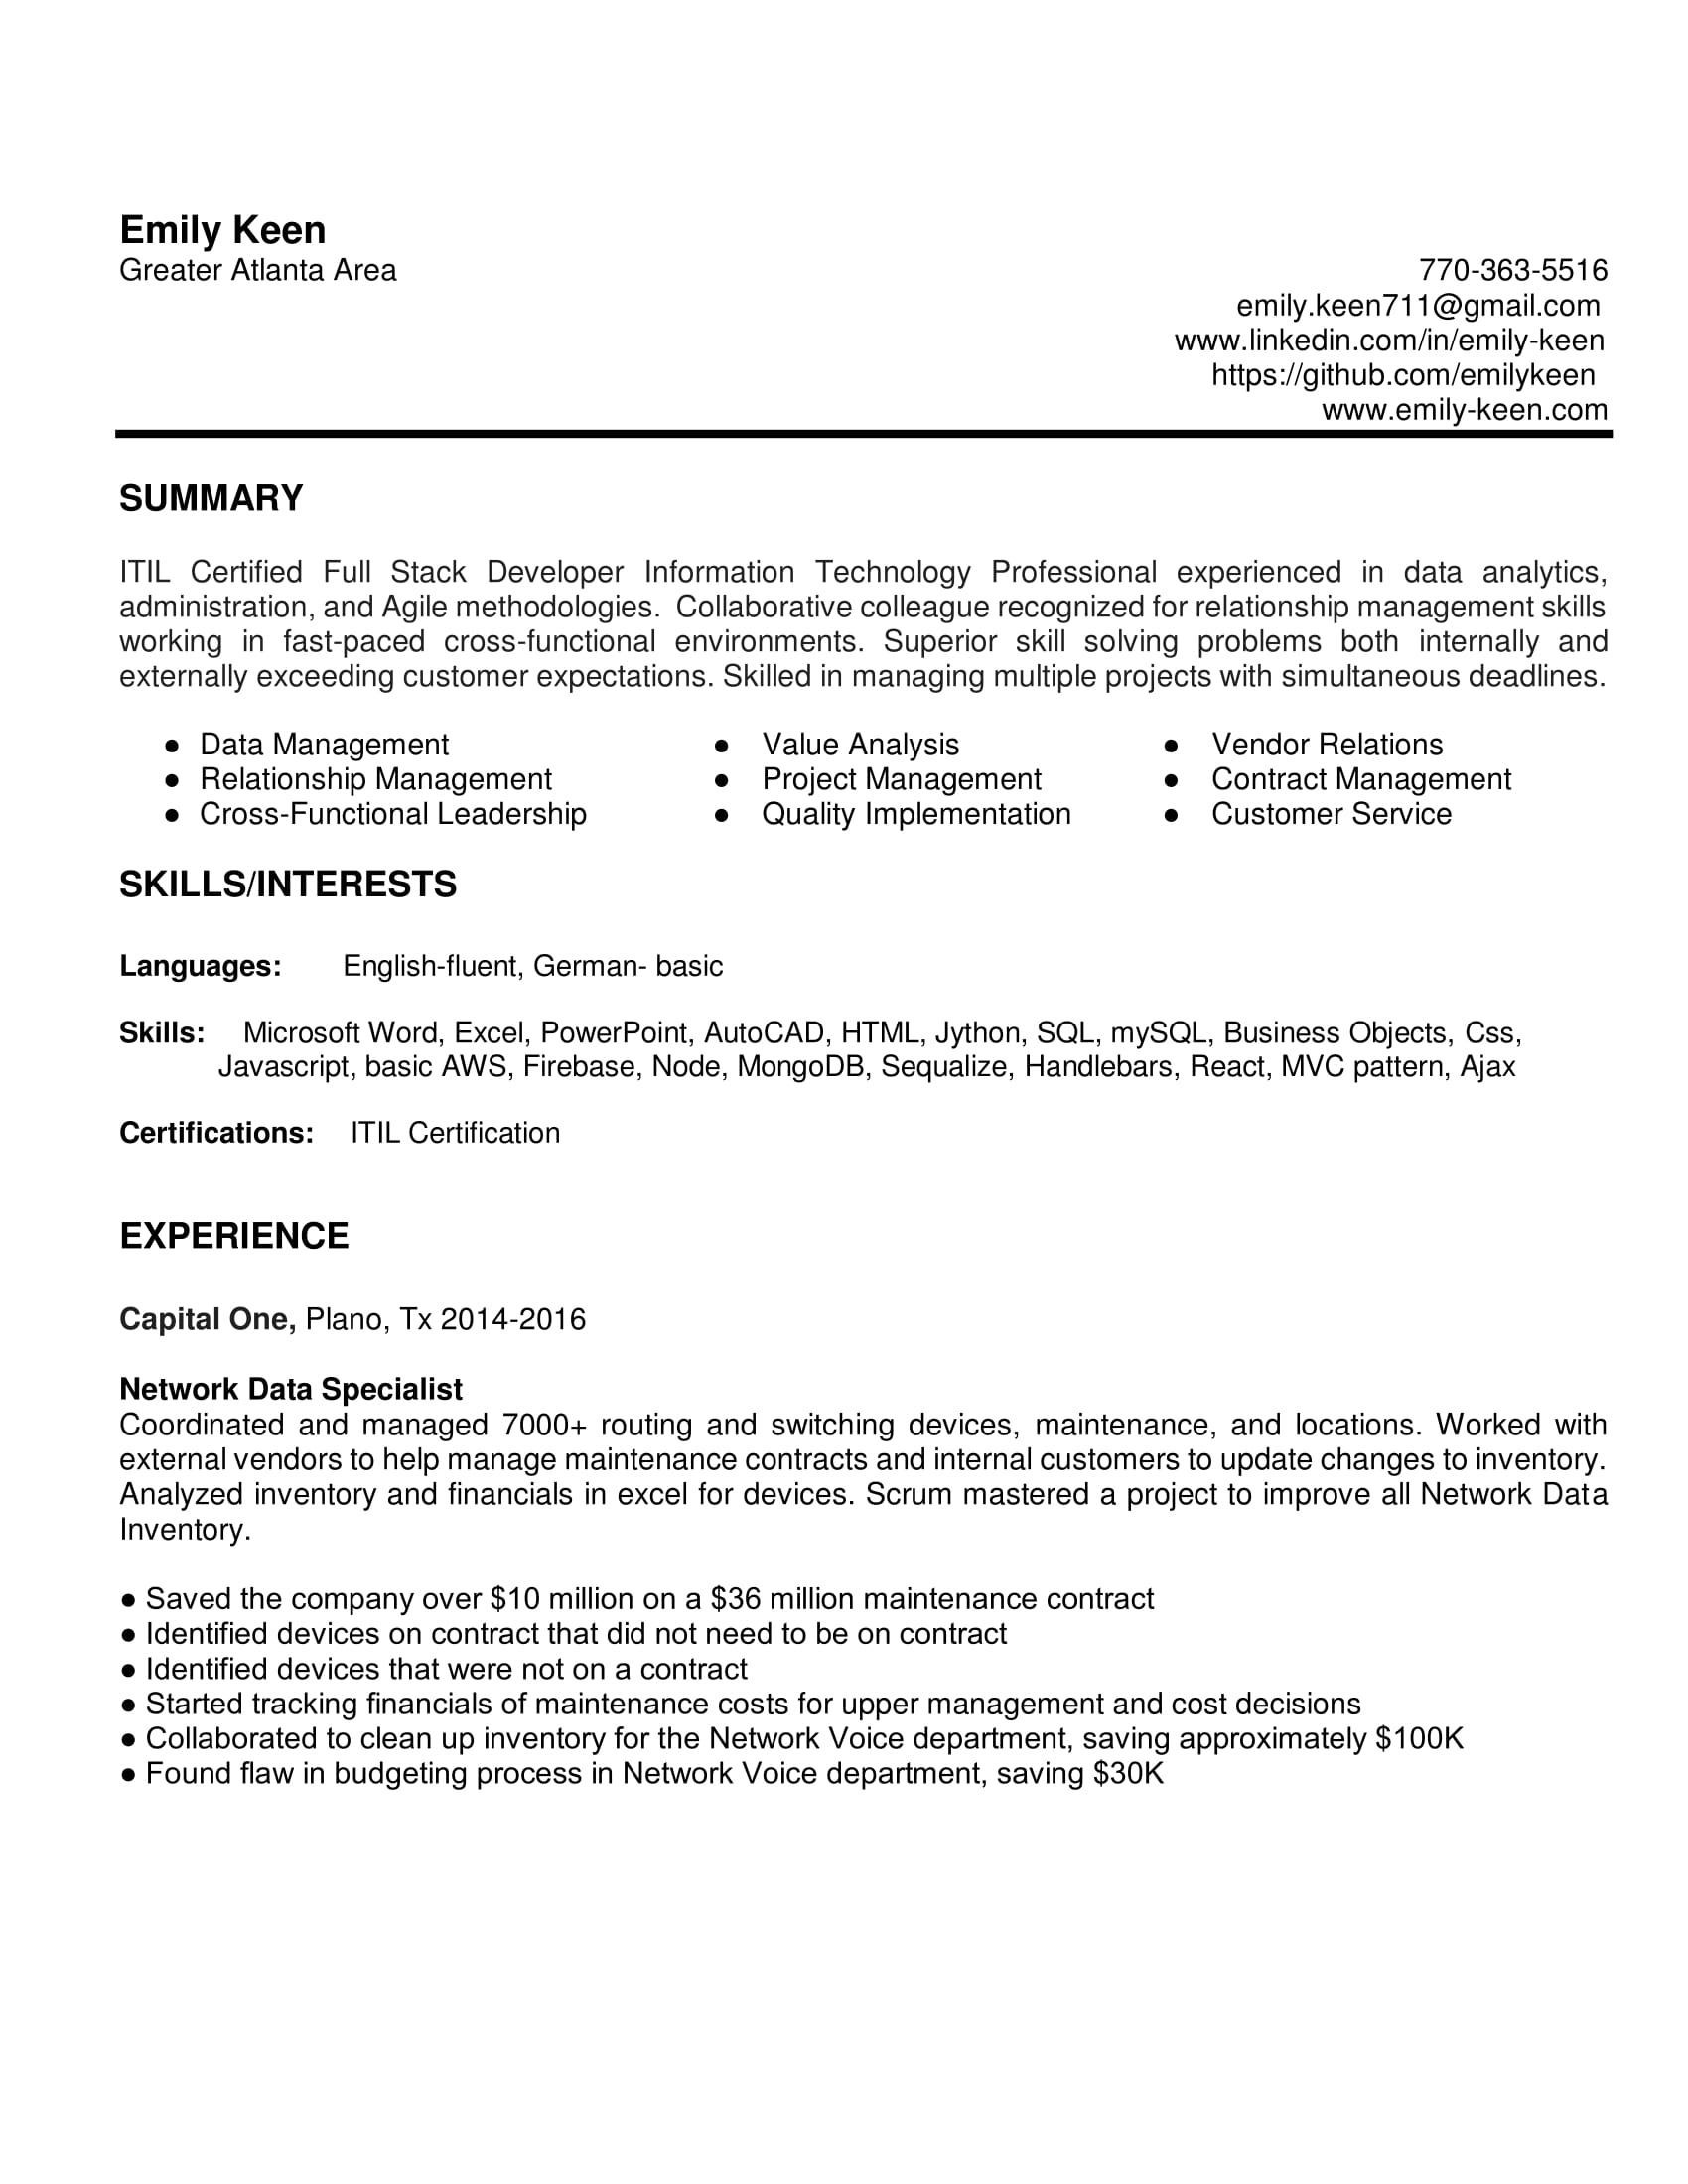 Emily Keen
Greater Atlanta Area 770-363-5516
emily.keen711@gmail.com
www.linkedin.com/in/emily-keen
https://github.com/emilykeen
www.emily-keen.com
SUMMARY
ITIL Certified Full Stack Developer Information Technology Professional experienced in data analytics,
administration, and Agile methodologies. Collaborative colleague recognized for relationship management skills
working in fast-paced cross-functional environments. Superior skill solving problems both internally and
externally exceeding customer expectations. Skilled in managing multiple projects with simultaneous deadlines.
● Data Management ● Value Analysis ● Vendor Relations
● Relationship Management ● Project Management ● Contract Management
● Cross-Functional Leadership ● Quality Implementation ● Customer Service
SKILLS/INTERESTS
Languages: English-fluent, German- basic
Skills: Microsoft Word, Excel, PowerPoint, AutoCAD, HTML, Jython, SQL, mySQL, Business Objects, Css,
Javascript, basic AWS, Firebase, Node, MongoDB, Sequalize, Handlebars, React, MVC pattern, Ajax
Certifications: ITIL Certification
EXPERIENCE
Capital One, Plano, Tx 2014-2016
Network Data Specialist
Coordinated and managed 7000+ routing and switching devices, maintenance, and locations. Worked with
external vendors to help manage maintenance contracts and internal customers to update changes to inventory.
Analyzed inventory and financials in excel for devices. Scrum mastered a project to improve all Network Data
Inventory.
● Saved the company over $10 million on a $36 million maintenance contract
● Identified devices on contract that did not need to be on contract
● Identified devices that were not on a contract
● Started tracking financials of maintenance costs for upper management and cost decisions
● Collaborated to clean up inventory for the Network Voice department, saving approximately $100K
● Found flaw in budgeting process in Network Voice department, saving $30K